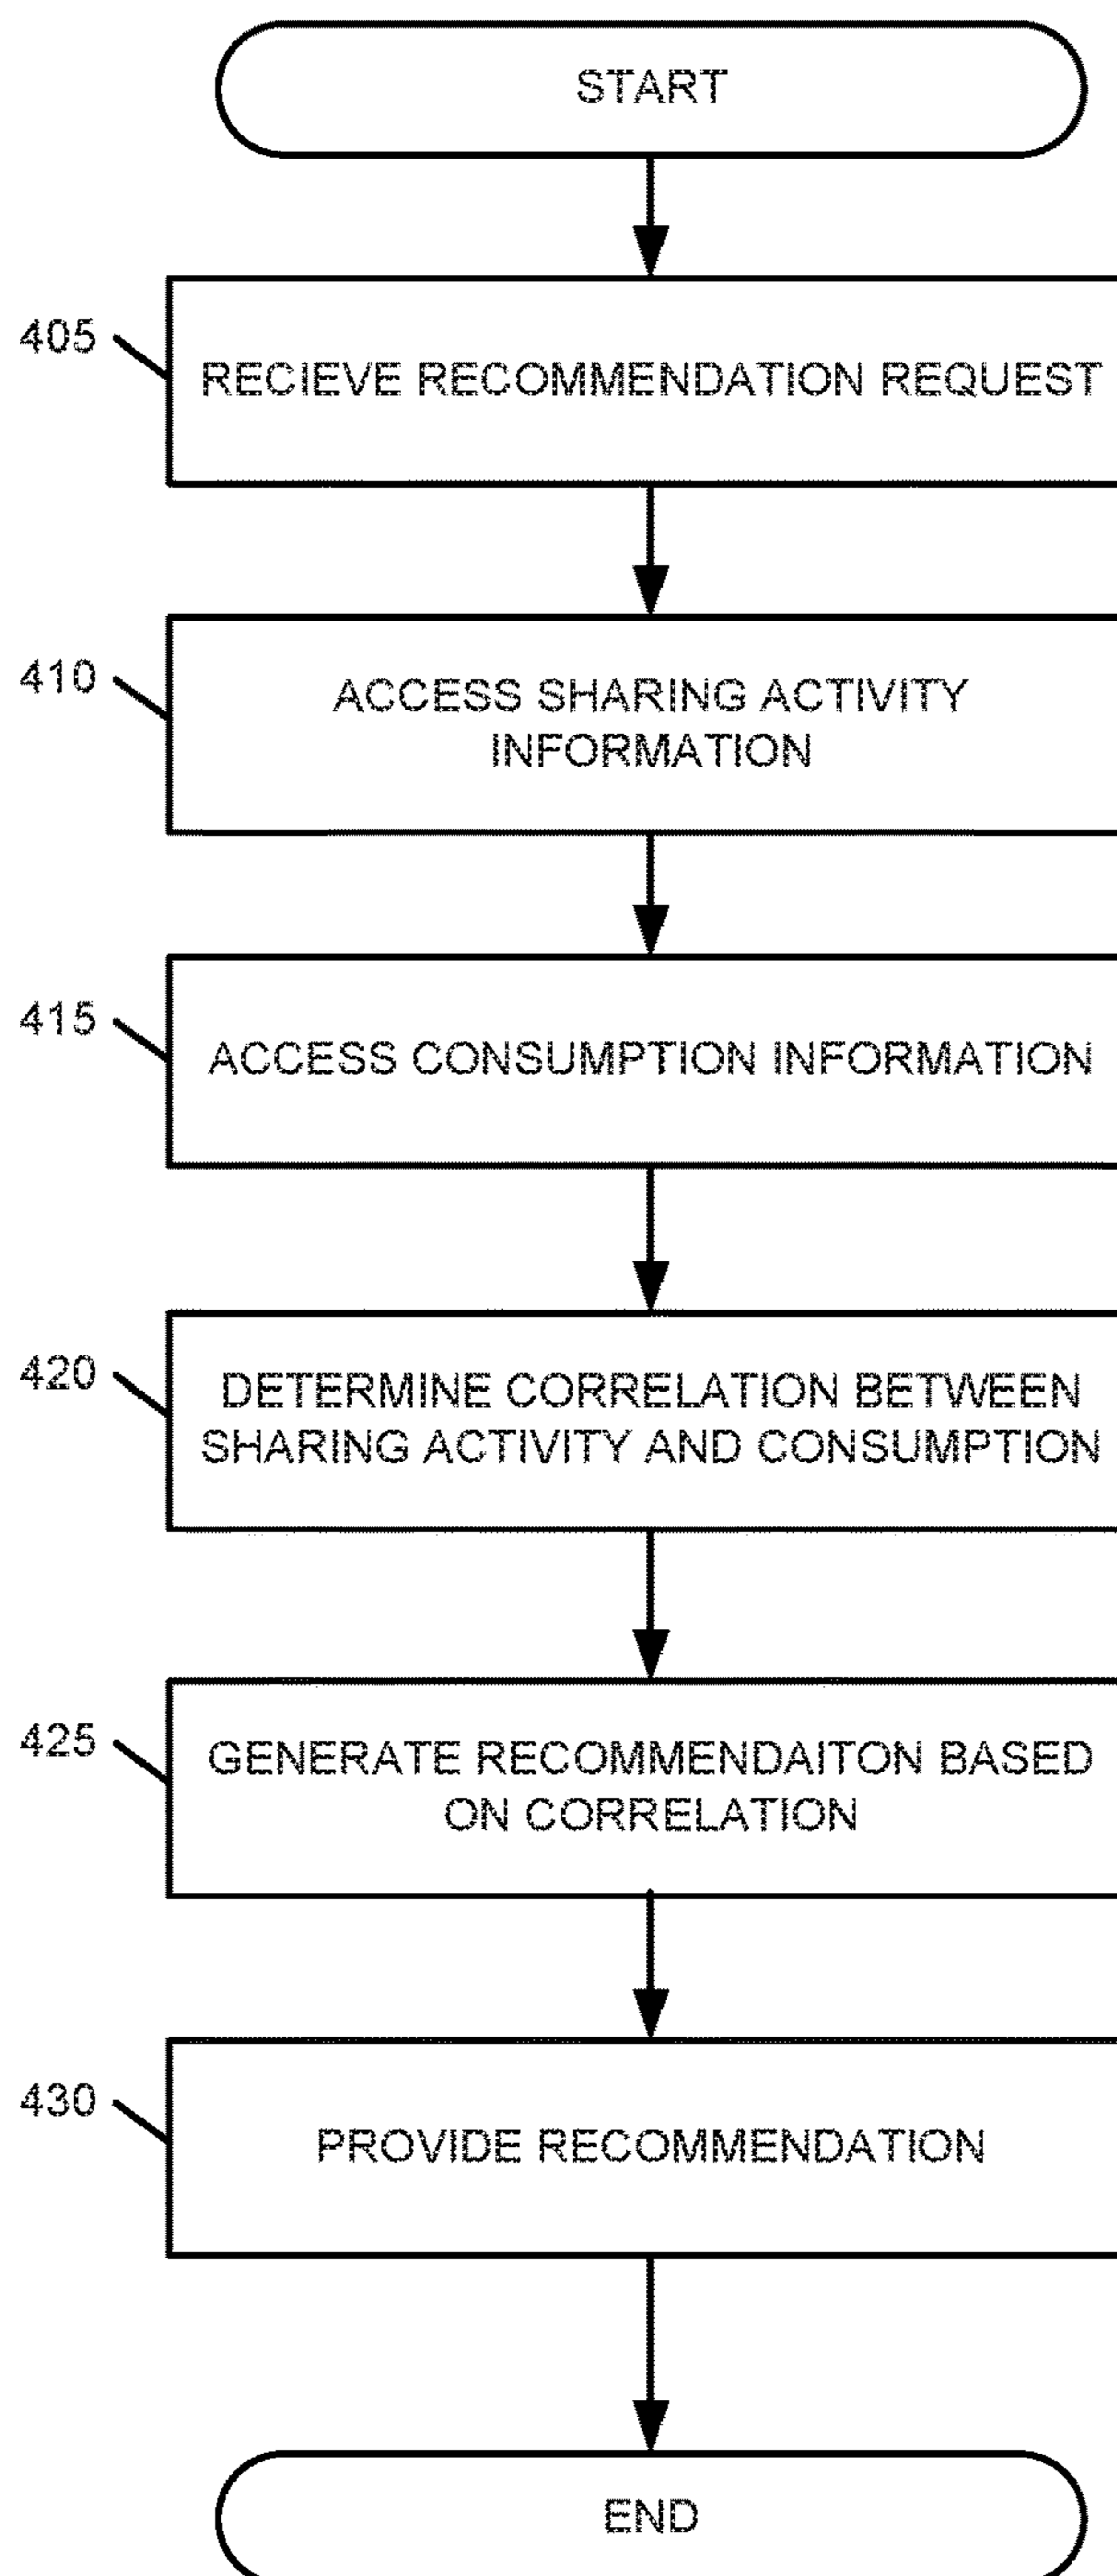 START
405
RECIEVE RECOMMENDATION REQUEST
410
ACCESS SHARING ACTIVITY
INFORMATION
415
ACCESS CONSUMPTION INFORMATION
420
DETERMINE CORRELATION BETWEEN
SHARING ACTIVITY AND CONSUMPTION
425
GENERATE RECOMMENDAITON BASED
ON CORRELATION
430
PROVIDE RECOMMENDATION
END